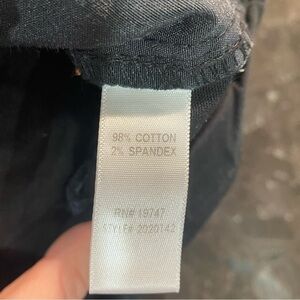 98% COTTON
2% SPANDEX
RN# 19747
STYLE# 2020142